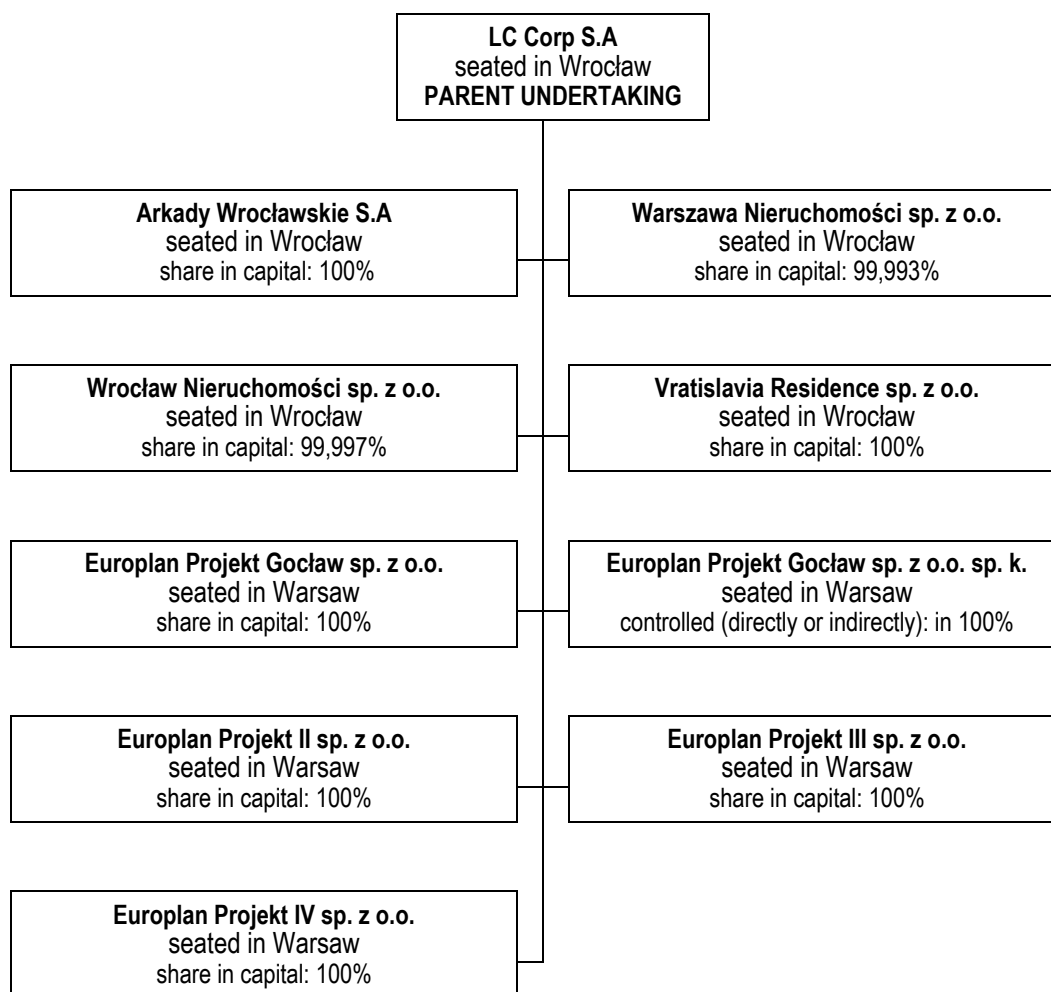 LC Corp S.A
seated in Wrocław
PARENT UNDERTAKING
Arkady Wrocławskie S.A
seated in Wrocław
share in capital: 100%
Warszawa Nieruchomości sp. z o.o.
seated in Wrocław
share in capital: 99,993%
Wrocław Nieruchomości sp. z o.o.
seated in Wrocław
share in capital: 99,997%
Vratislavia Residence sp. z o.o.
seated in Wrocław
share in capital: 100%
Europlan Projekt Gocław sp. z o.o.
seated in Warsaw
share in capital: 100%
Europlan Projekt Gocław sp. z o.o. sp. k.
seated in Warsaw
controlled (directly or indirectly): in 100%
Europlan Projekt II sp. z o.o.
seated in Warsaw
share in capital: 100%
Europlan Projekt III sp. z o.o.
seated in Warsaw
share in capital: 100%
Europlan Projekt IV sp. z o.o.
seated in Warsaw
share in capital: 100%